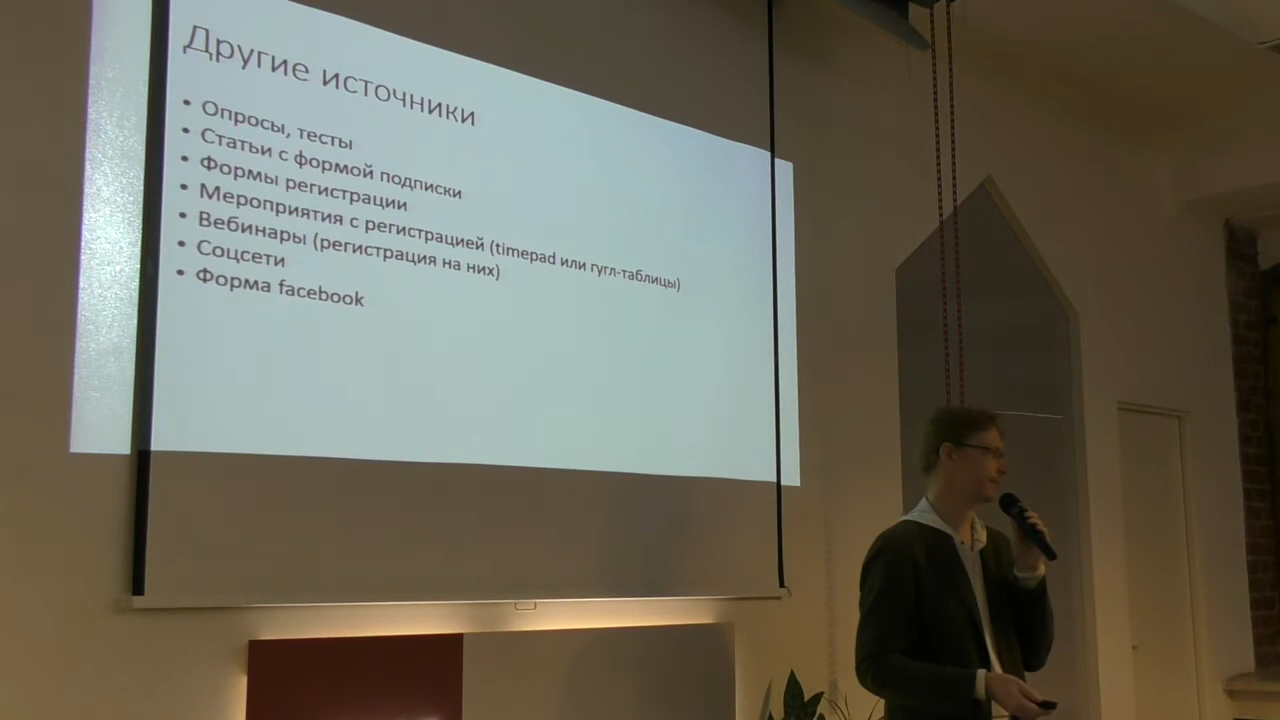 Другие источники
• Опросы, тесты
• Статьи с формой подписки
• Формы регистрации
• Мероприятия с регистрацией (timepad или гугл-таблицы)
• Вебинары (регистрация на них)
• Соцсети
• Форма facebook